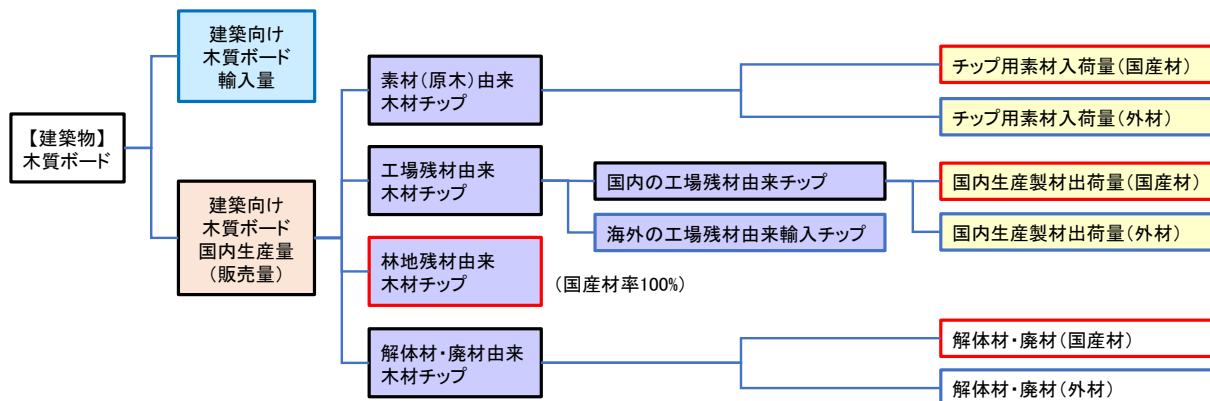 【建築物】
木質ボード
建築向け
木質ボード
輸入量
建築向け
木質ボード
国内生産量
（販売量）
素材（原木）由来
木材チップ
チップ用素材入荷量（国産材）
チップ用素材入荷量（外材）
工場残材由来
木材チップ
国内の工場残材由来チップ
国内生産製材出荷量（国産材）
国内生産製材出荷量（外材）
海外の工場残材由来輸入チップ
林地残材由来
木材チップ
（国産材率100%）
解体材・廃材由来
木材チップ
解体材・廃材（国産材）
解体材・廃材（外材）